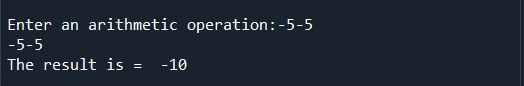 Enter an arithmetic operation:-5-5
-5-5
The result is =  -10